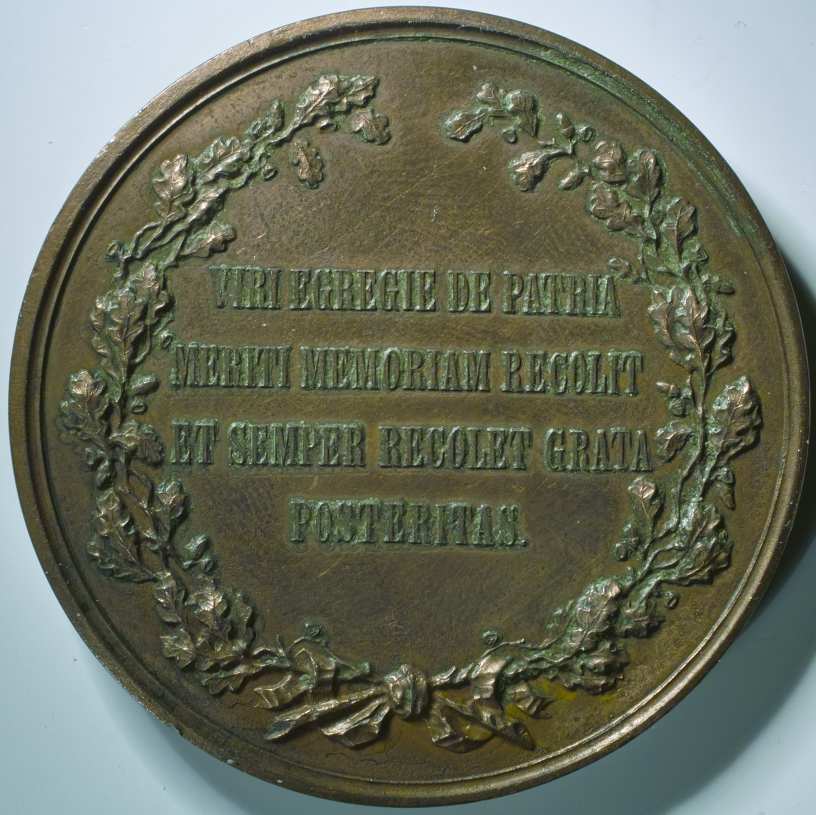 VIRI EGREGIE DE PATRIA
MERITI MEMORIAM RECOLIT
ET SEMPER RECOLET GRATA
POSTERITAS.